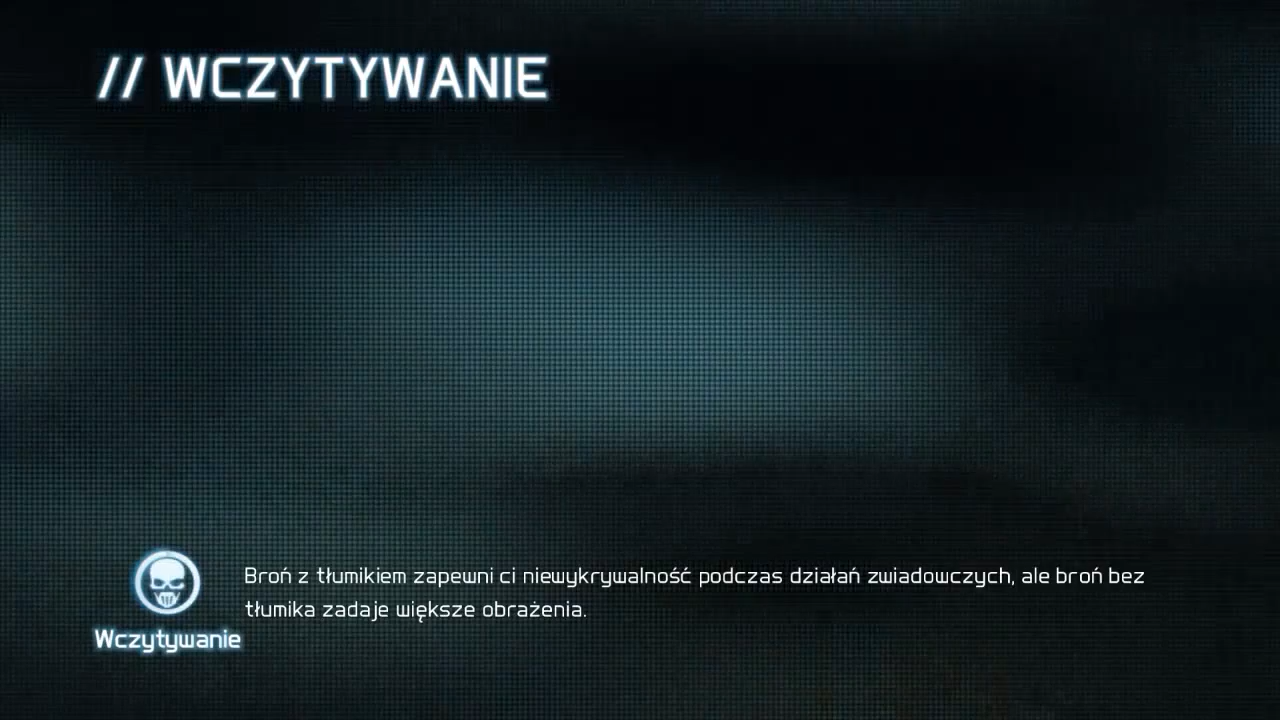 // WCZYTYWANIE
Broń z tłumikiem zapewni ci niewykrywalność podczas działań zwiadowczych, ale broń bez
tłumika zadaje większe obrażenia.
Wczytywanie